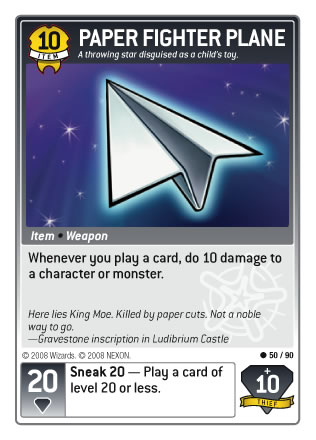 10
ITEM
PAPER FIGHTER PLANE
A throwing star disguised as a child's toy.
Item • Weapon
Whenever you play a card, do 10 damage to
a character or monster.
Here lies King Moe. Killed by paper cuts. Not a noble
way to go.
—Gravestone inscription in Ludibrium Castle
© 2008 Wizards. © 2008 NEXON.
● 50 / 90
20
Sneak 20 — Play a card of
level 20 or less.
+
10
THIEF